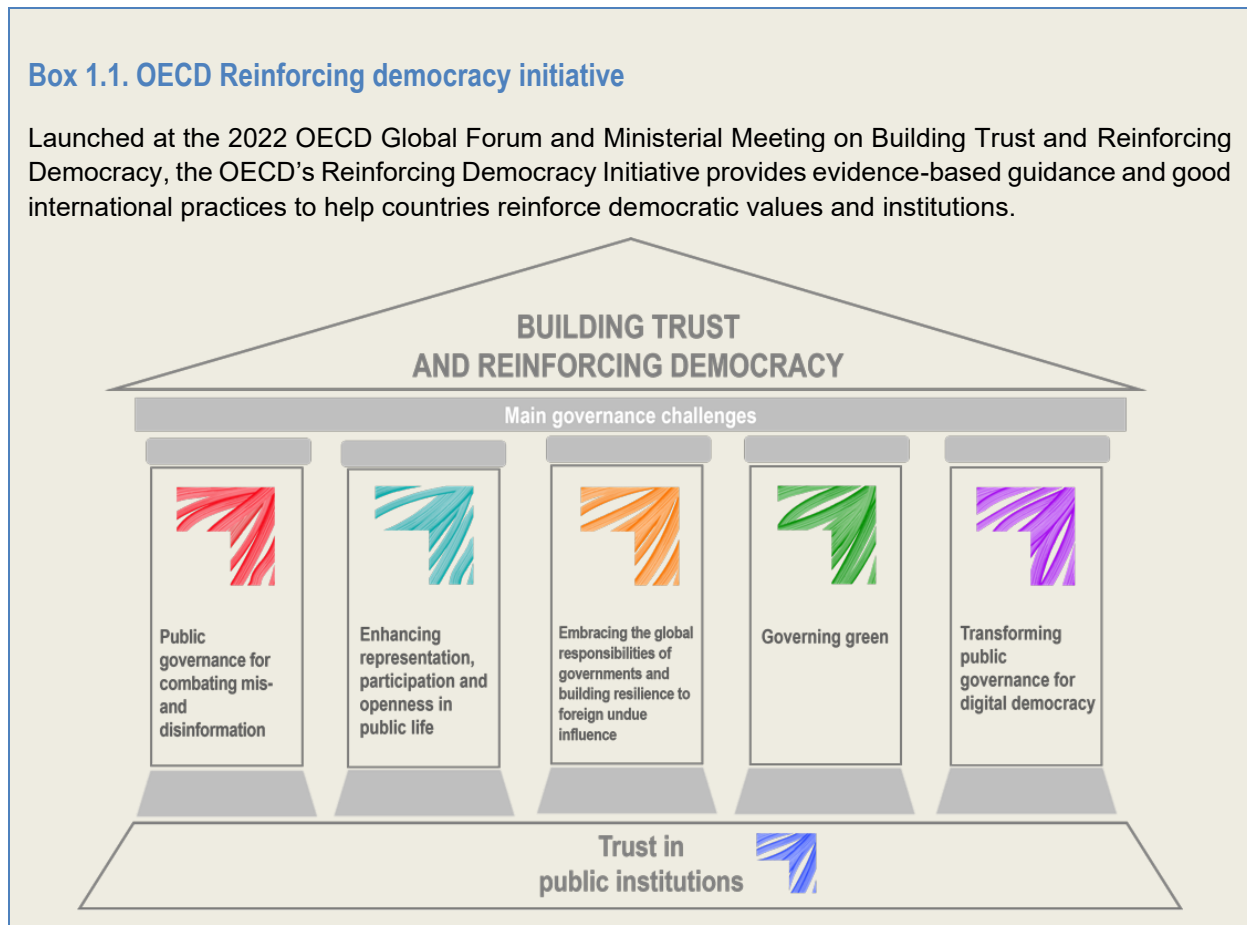 Box 1.1. OECD Reinforcing democracy initiative
Launched at the 2022 OECD Global Forum and Ministerial Meeting on Building Trust and Reinforcing
Democracy, the OECD’s Reinforcing Democracy Initiative provides evidence-based guidance and good
international practices to help countries reinforce democratic values and institutions.
BUILDING TRUST
AND REINFORCING DEMOCRACY
Main governance challenges
Public
governance for
combating mis-
and
disinformation
Enhancing
representation,
participation and
openness in
public life
Embracing the global
responsibilities of
governments and
building resilience to
foreign undue
influence
Governing green
Transforming
public
governance for
digital democracy
Trust in
public institutions